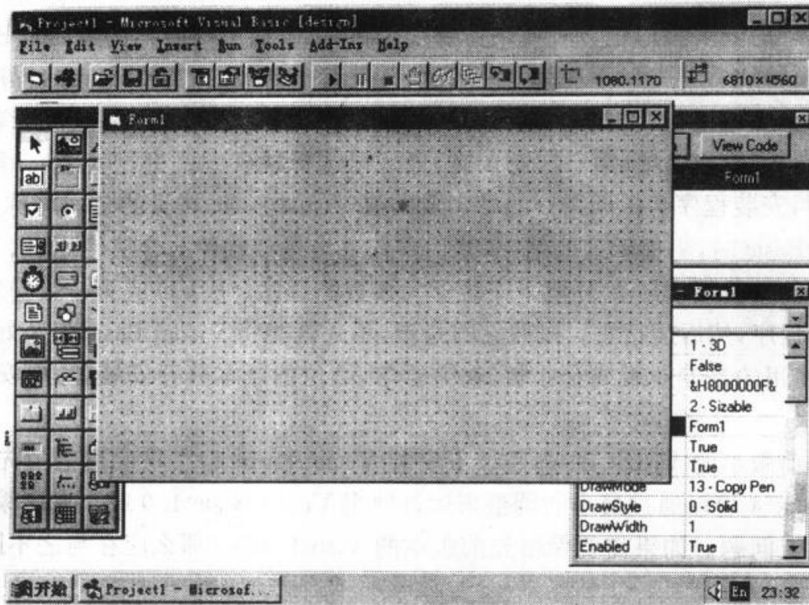 Project1 - Microsoft Visual Basic [design]
File Edit View Insert Run Tools Add-Ins Help
1080,1170
6810×4560
Form1
View Code
Form1
ab
- Form1
1 - 3D
False
&H8000000F&
2 - Sizable
Form1
True
True
DrawMode 13 - Copy Pen
DrawStyle 0 - Solid
DrawWidth 1
Enabled True
开始 Project1 - Microsof... En 23:32